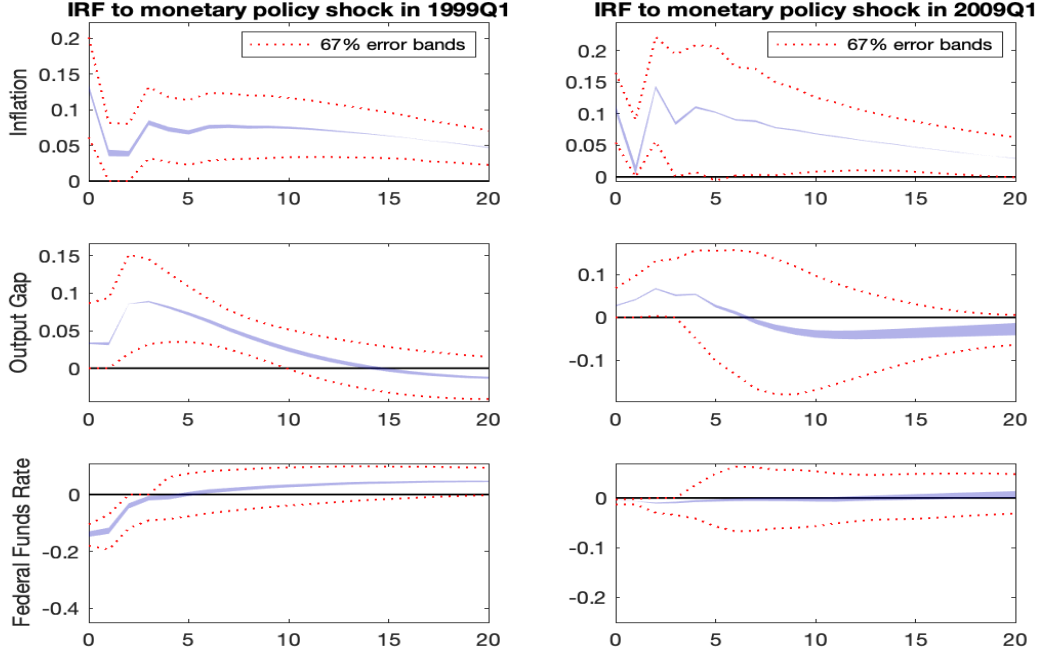 IRF to monetary policy shock in 1999Q1
IRF to monetary policy shock in 2009Q1
67% error bands
67% error bands
Inflation
0.2
0.15
0.1
0.05
0
0 5 10 15 20
0.2
0.15
0.1
0.05
0
0 5 10 15 20
Output Gap
0.15
0.1
0.05
0
0 5 10 15 20
0.1
0
-0.1
0 5 10 15 20
Federal Funds Rate
0
-0.2
-0.4
0 5 10 15 20
0
-0.1
-0.2
0 5 10 15 20